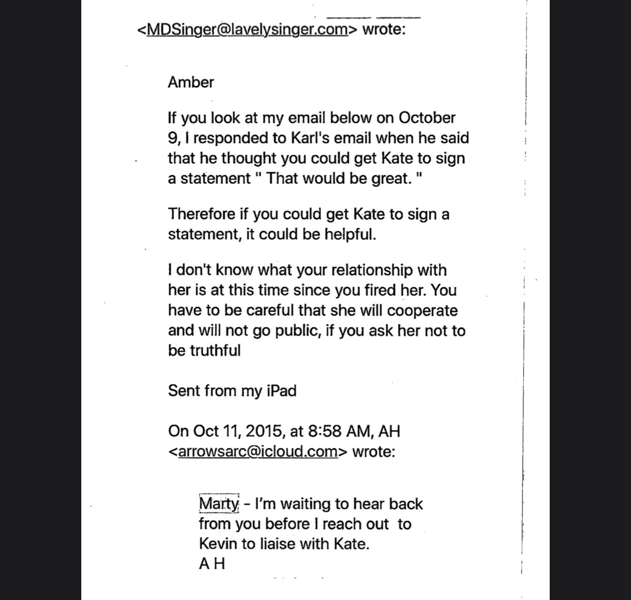 <MDSinger@lavelysinger.com> wrote:
Amber
If you look at my email below on October
9, I responded to Karl's email when he said
that he thought you could get Kate to sign
a statement " That would be great. "
Therefore if you could get Kate to sign a
statement, it could be helpful.
I don't know what your relationship with
her is at this time since you fired her. You
have to be careful that she will cooperate
and will not go public, if you ask her not to
be truthful
Sent from my iPad
On Oct 11, 2015, at 8:58 AM, AH
<arrowsarc@icloud.com> wrote:
Marty - I'm waiting to hear back
from you before I reach out  to
Kevin to liaise with Kate.
A H